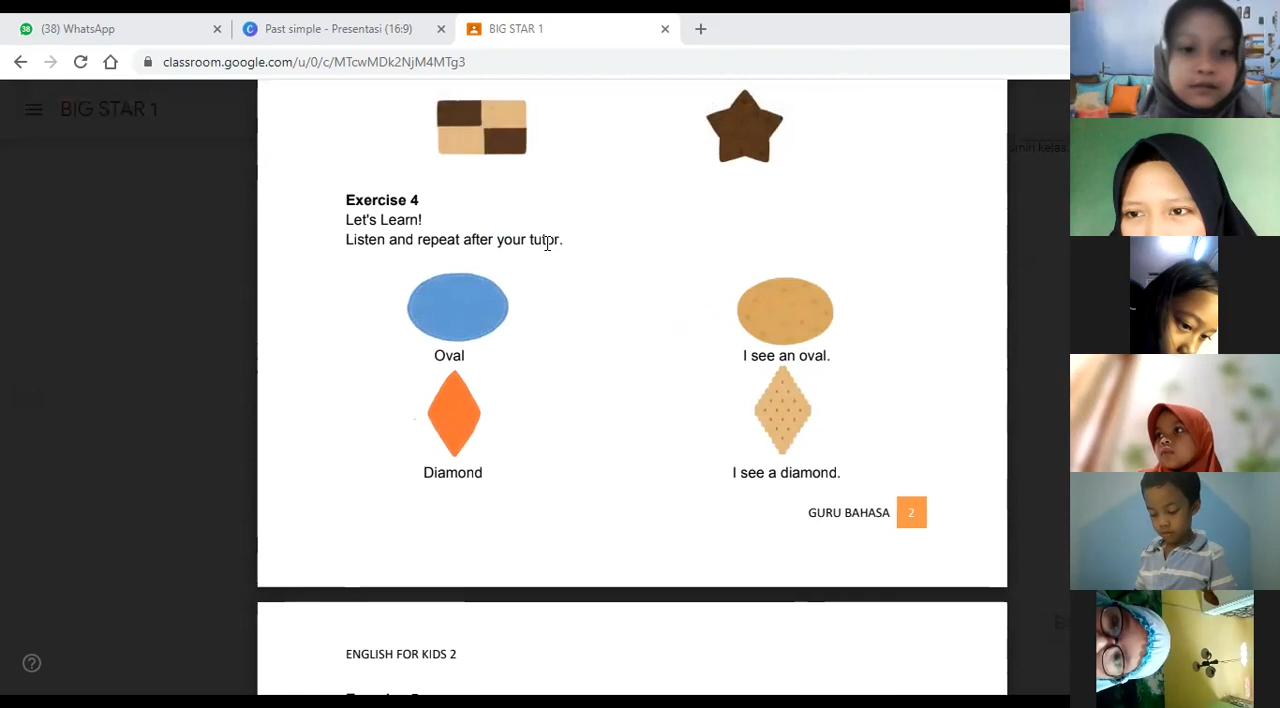 38
(38) WhatsApp
Past simple - Presentasi (16:9)
BIG STAR 1
classroom.google.com/u/0/c/MTcwMDk2NjM4MTg3
BIG STAR 1
Exercise 4
Let's Learn!
Listen and repeat after your tutor.
Oval
I see an oval.
Diamond
I see a diamond.
GURU BAHASA 2
ENGLISH FOR KIDS 2